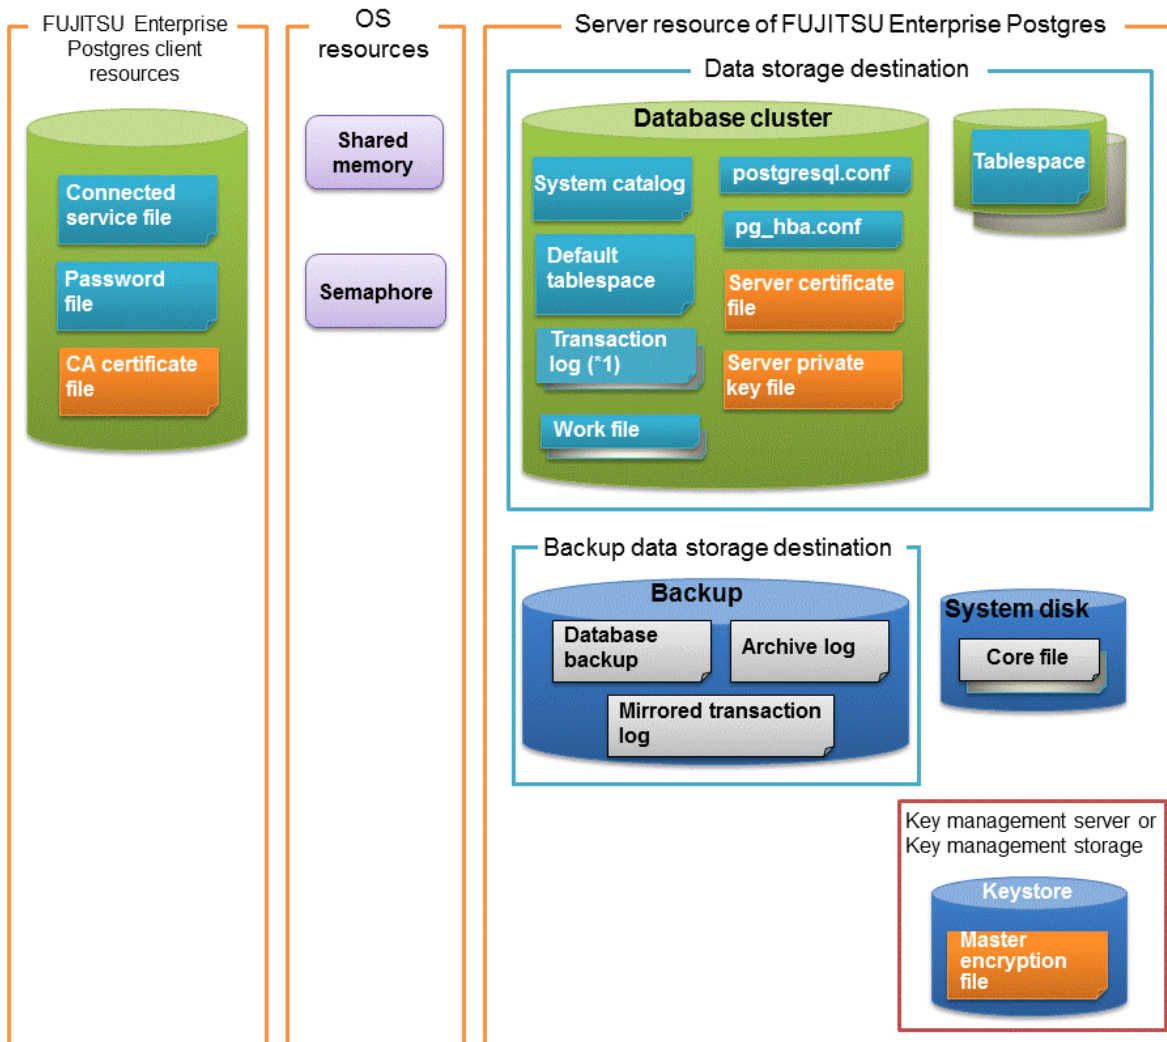 FUJITSU Enterprise
Postgres client
resources
Connected
service file
Password
file
CA certificate
file
OS
resources
Shared
memory
Semaphore
Server resource of FUJITSU Enterprise Postgres
Data storage destination
Database cluster
System catalog
Default
tablespace
Transaction
log (*1)
Work file
postgresql.conf
pg_hba.conf
Server certificate
file
Server private
key file
Tablespace
Backup data storage destination
Backup
Database
backup
Archive log
Mirrored transaction
log
System disk
Core file
Key management server or
Key management storage
Keystore
Master
encryption
file